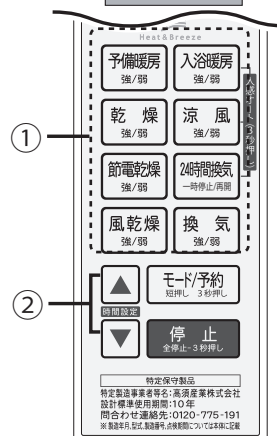 Heat&Breeze
予備暖房
強/弱
入浴暖房
強/弱
乾 燥
強/弱
涼 風
強/弱
節電乾燥
強/弱
24時間換気
一時停止/再開
風乾燥
強/弱
換 気
強/弱
(3秒押し)
①
②
▲
時間設定
▼
モード/予約
短押し 3秒押し
停 止
全停止-3秒押し
特定保守製品
特定製造事業者等名:高須産業株式会社
設計標準使用期間:10年
問合わせ連絡先:0120-775-191
※ 製造年月、型式、製造番号、点検期間については本体に記載